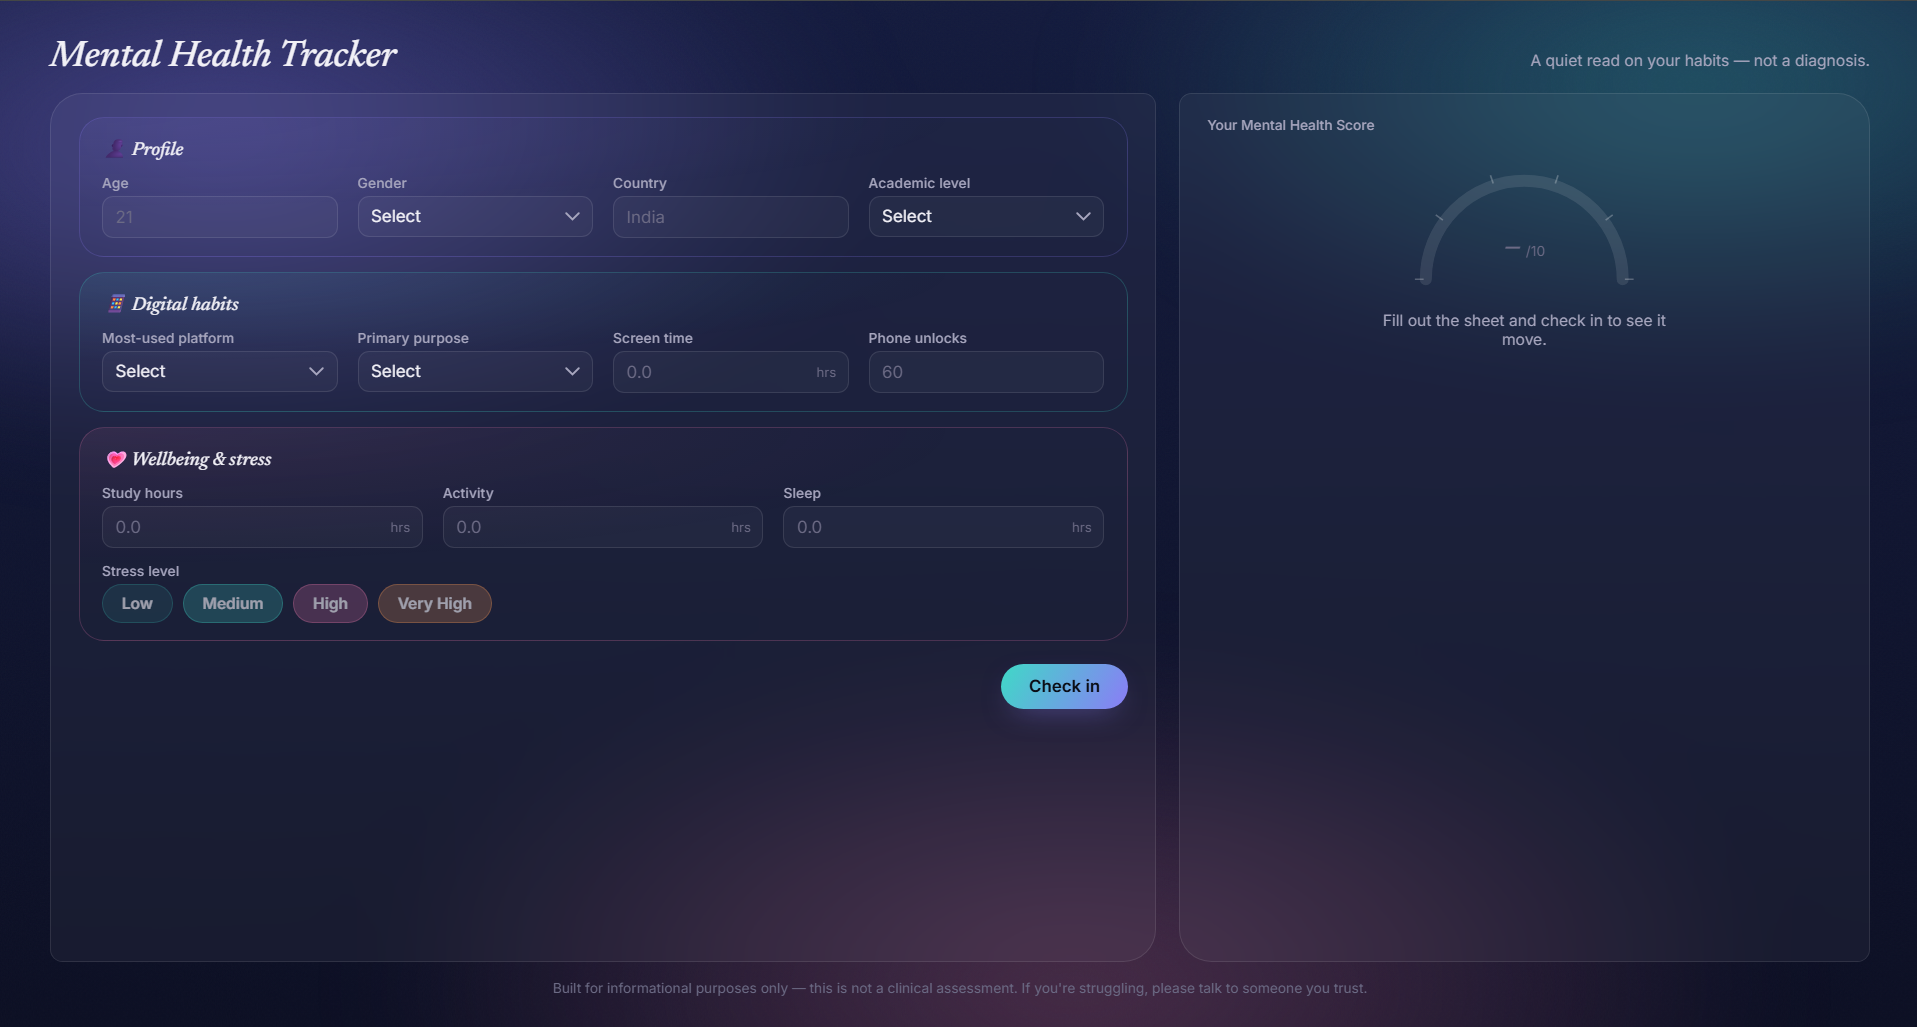 Mental Health Tracker
A quiet read on your habits — not a diagnosis.
Profile
Age
Gender
Country
Academic level
21
Select
India
Select
Digital habits
Most-used platform
Primary purpose
Screen time
Phone unlocks
Select
Select
0.0
hrs
60
Wellbeing & stress
Study hours
Activity
Sleep
0.0
hrs
0.0
hrs
0.0
hrs
Stress level
Low
Medium
High
Very High
Check in
Your Mental Health Score
— /10
Fill out the sheet and check in to see it
move.
Built for informational purposes only — this is not a clinical assessment. If you're struggling, please talk to someone you trust.